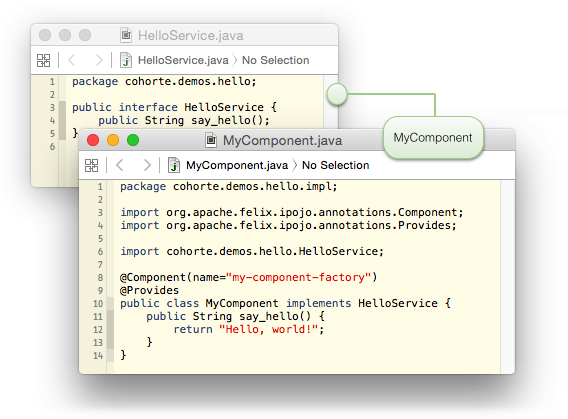 HelloService.java
HelloService.java 〉No Selection
1 package cohorte.demos.hello;
2
3 public interface HelloService {
4     public String say_hello();
5 }
6
MyComponent
MyComponent.java
MyComponent.java 〉No Selection
1 package cohorte.demos.hello.impl;
2
3 import org.apache.felix.ipojo.annotations.Component;
4 import org.apache.felix.ipojo.annotations.Provides;
5
6 import cohorte.demos.hello.HelloService;
7
8 @Component(name="my-component-factory")
9 @Provides
10 public class MyComponent implements HelloService {
11     public String say_hello() {
12         return "Hello, world!";
13     }
14 }